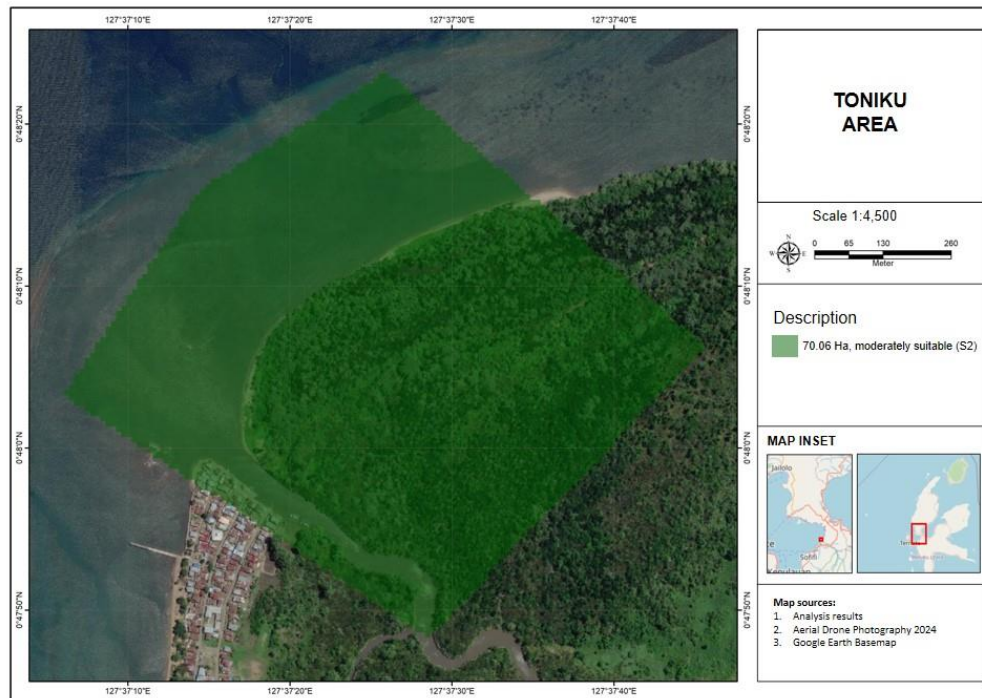 127°37'10"E 127°37'20"E 127°37'30"E 127°37'40"E
0°48'20"N
0°48'10"N
0°48'0"N
0°47'50"N
0°48'20"N
0°48'10"N
0°48'0"N
0°47'50"N
127°37'10"E 127°37'20"E 127°37'30"E 127°37'40"E
TONIKU
AREA
Scale 1:4,500
N
W E
S
0 65 130 260
Meter
Description
70.06 Ha, moderately suitable (S2)
MAP INSET
Jailolo
Sofifi
Map sources:
1. Analysis results
2. Aerial Drone Photography 2024
3. Google Earth Basemap